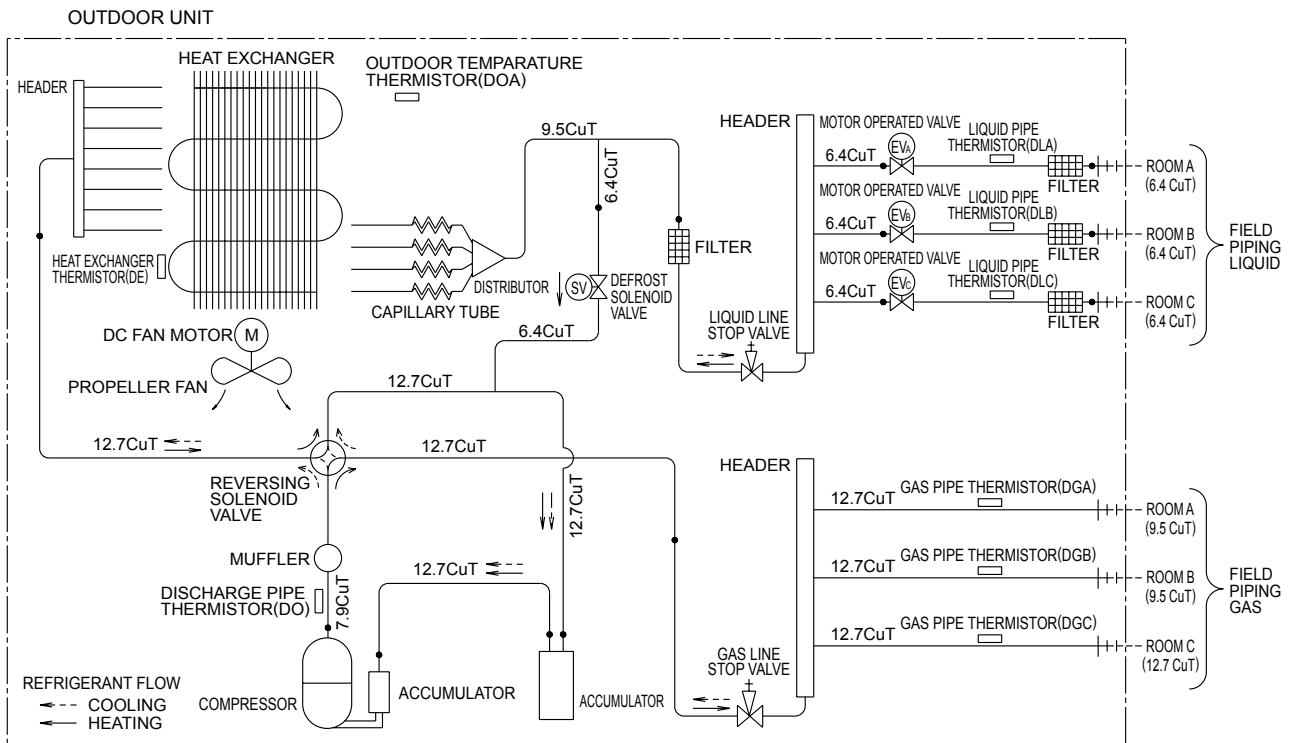 OUTDOOR UNIT
HEAT EXCHANGER
HEADER
OUTDOOR TEMPARATURE
THERMISTOR(DOA)
9.5CuT
6.4CuT
HEADER
MOTOR OPERATED VALVE
EVA
6.4CuT
LIQUID PIPE
THERMISTOR(DLA)
FILTER
ROOM A
(6.4 CuT)
MOTOR OPERATED VALVE
EVB
6.4CuT
LIQUID PIPE
THERMISTOR(DLB)
FILTER
ROOM B
(6.4 CuT)
MOTOR OPERATED VALVE
EVC
6.4CuT
LIQUID PIPE
THERMISTOR(DLC)
FILTER
ROOM C
(6.4 CuT)
FIELD
PIPING
LIQUID
HEAT EXCHANGER
THERMISTOR(DE)
DISTRIBUTOR
CAPILLARY TUBE
SV
DEFROST
SOLENOID
VALVE
FILTER
LIQUID LINE
STOP VALVE
6.4CuT
DC FAN MOTOR
M
PROPELLER FAN
12.7CuT
12.7CuT
12.7CuT
REVERSING
SOLENOID
VALVE
12.7CuT
MUFFLER
DISCHARGE PIPE
THERMISTOR(DO)
7.9CuT
12.7CuT
COMPRESSOR
ACCUMULATOR
ACCUMULATOR
GAS LINE
STOP VALVE
HEADER
12.7CuT
GAS PIPE THERMISTOR(DGA)
ROOM A
(9.5 CuT)
12.7CuT
GAS PIPE THERMISTOR(DGB)
ROOM B
(9.5 CuT)
12.7CuT
GAS PIPE THERMISTOR(DGC)
ROOM C
(12.7 CuT)
FIELD
PIPING
GAS
REFRIGERANT FLOW
COOLING
HEATING